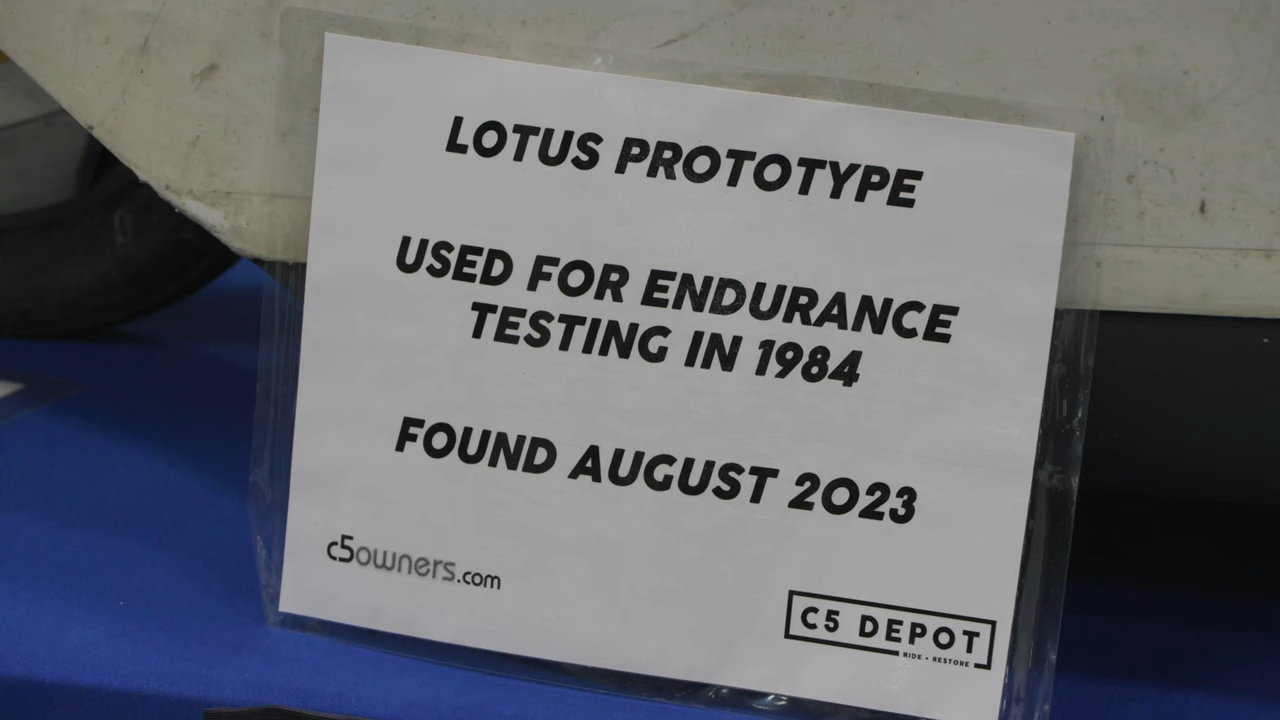 LOTUS PROTOTYPE
USED FOR ENDURANCE
TESTING IN 1984
FOUND AUGUST 2023
c5owners.com
C5 DEPOT
RIDE • RESTORE